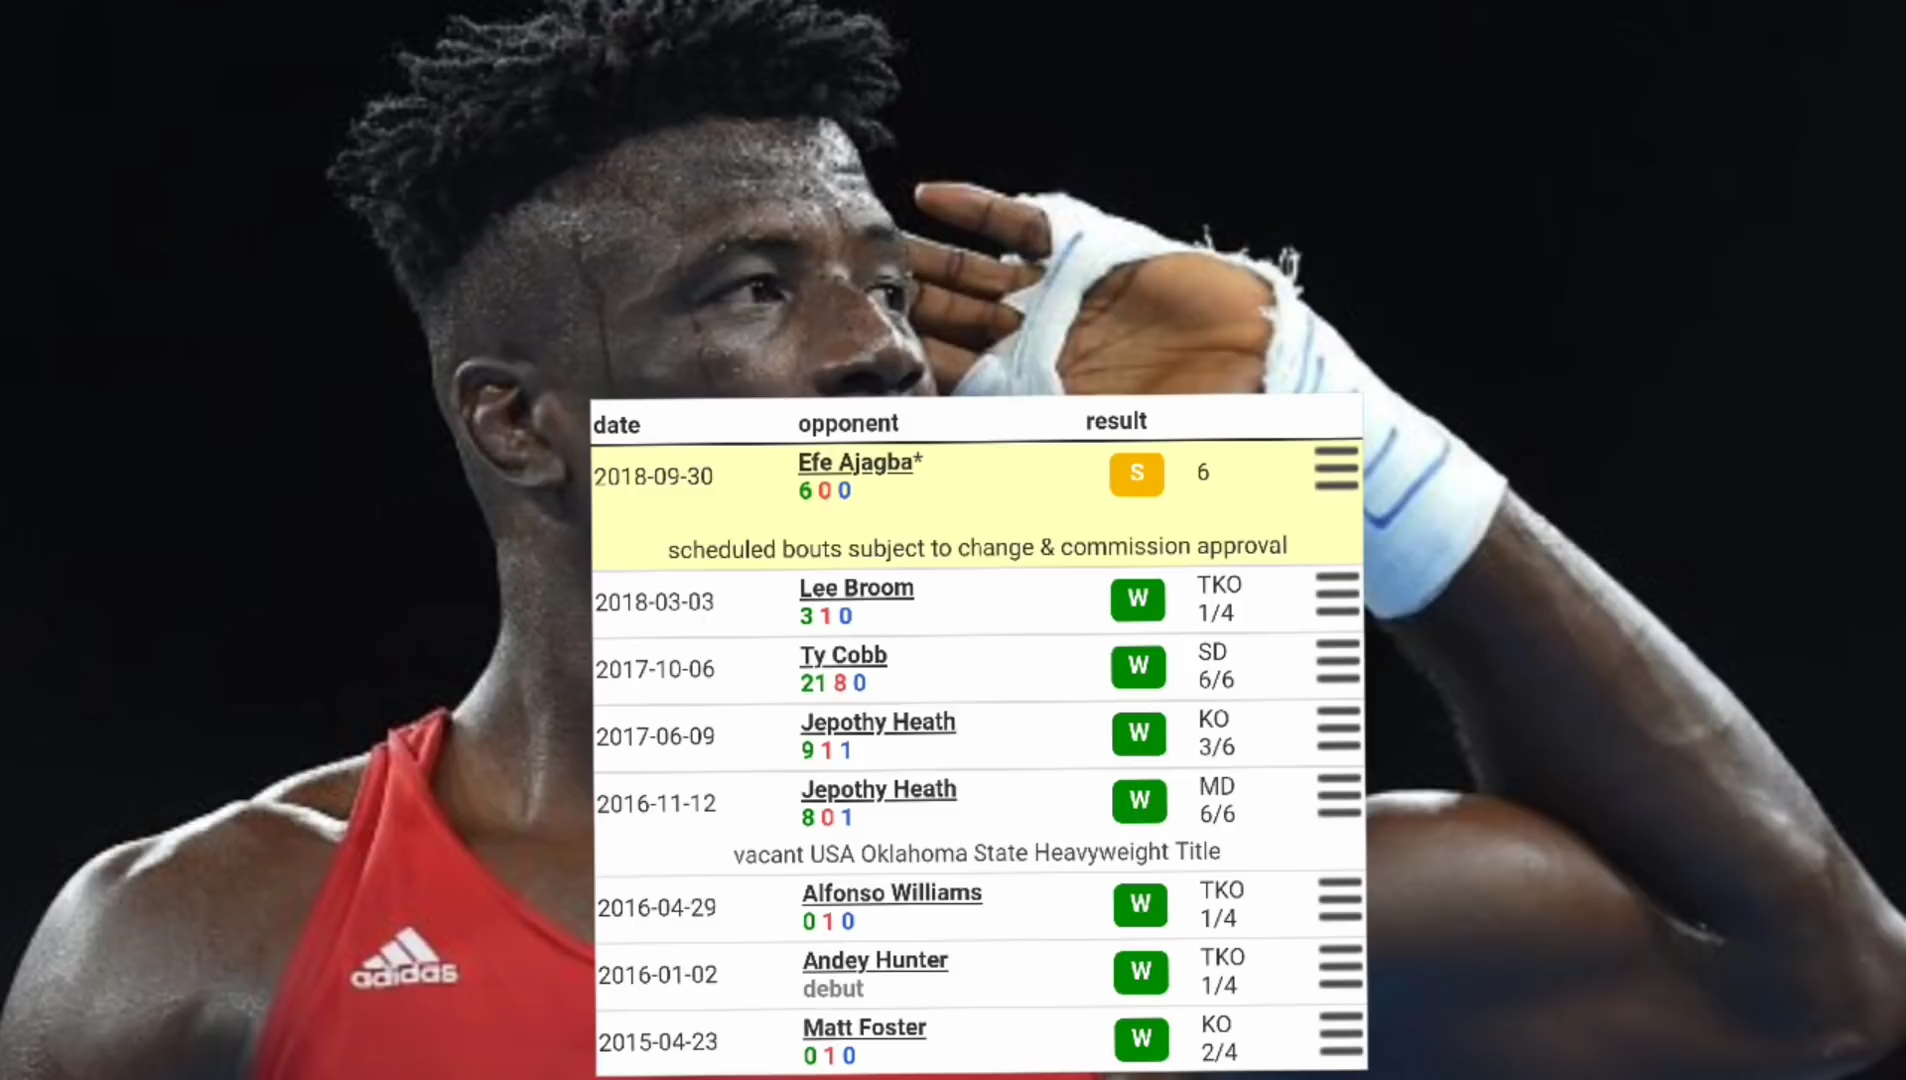 date opponent result
2018-09-30 Efe Ajagba* S 6
6 0 0
scheduled bouts subject to change & commission approval
2018-03-03 Lee Broom W TKO
3 1 0 1/4
2017-10-06 Ty Cobb W SD
21 8 0 6/6
2017-06-09 Jepothy Heath W KO
9 1 1 3/6
2016-11-12 Jepothy Heath W MD
8 0 1 6/6
vacant USA Oklahoma State Heavyweight Title
2016-04-29 Alfonso Williams W TKO
0 1 0 1/4
2016-01-02 Andey Hunter W TKO
debut 1/4
2015-04-23 Matt Foster W KO
0 1 0 2/4
adidas